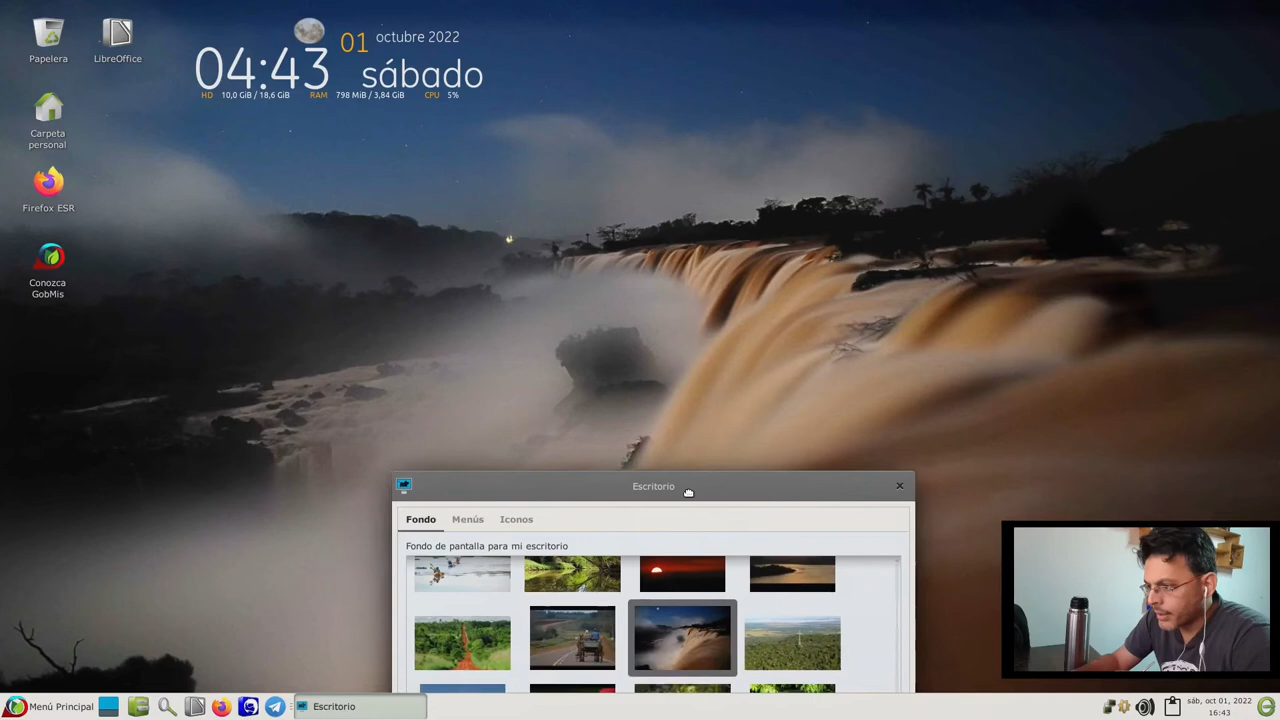 Papelera
LibreOffice
Carpeta
personal
Firefox ESR
Conozca
GobMis
04:43
01
octubre 2022
sábado
HD 10,0 GiB / 18,6 GiB RAM 798 MiB / 3,84 GiB CPU 5%
Escritorio
Fondo Menús Iconos
Fondo de pantalla para mi escritorio
Menú Principal
Escritorio
sáb, oct 01, 2022
16:43